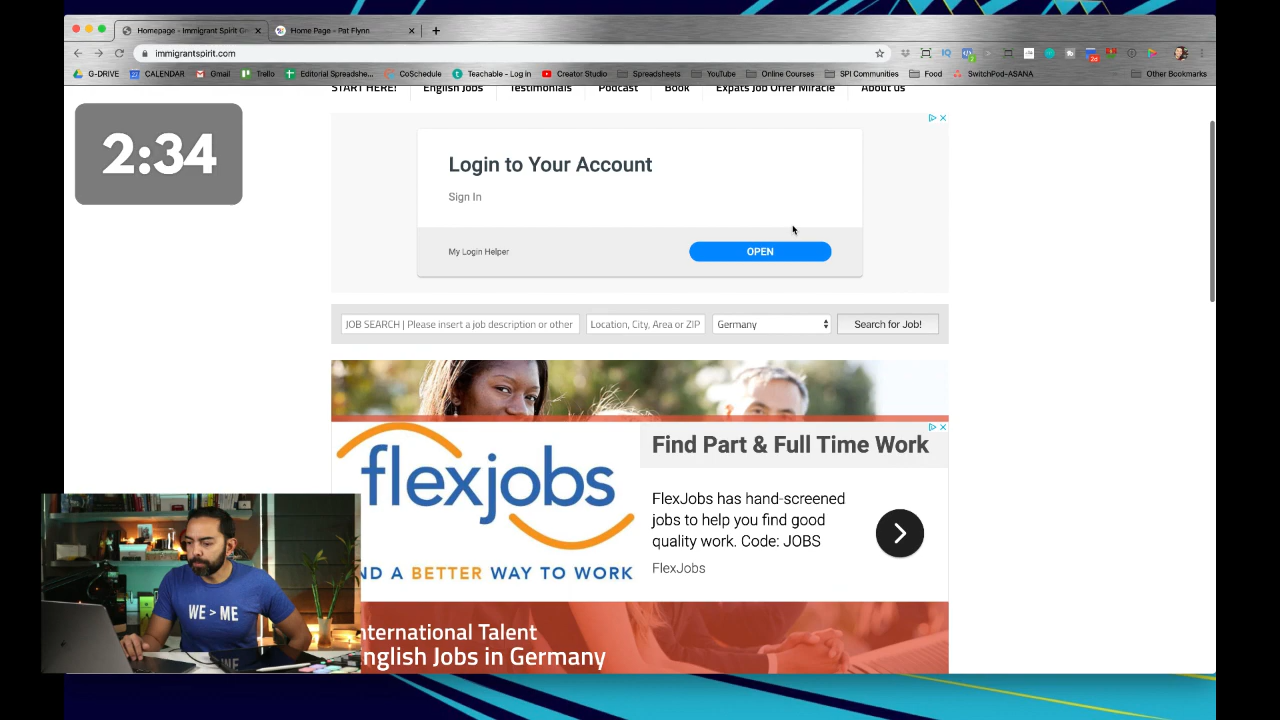 Homepage - Immigrant Spirit G
Home Page - Pat Flynn
immigrantspirit.com
G-DRIVE
CALENDAR
Gmail
Trello
Editorial Spreadshe...
CoSchedule
Teachable - Log in
Creator Studio
Spreadsheets
YouTube
Online Courses
SPI Communities
Food
SwitchPod-ASANA
Other Bookmarks
START HERE!
English Jobs
Testimonials
Podcast
Book
Expats Job Offer Miracle
About us
2:34
Login to Your Account
Sign In
My Login Helper
OPEN
JOB SEARCH | Please insert a job description or other
Location, City, Area or ZIP
Germany
Search for Job!
flexjobs
ND A BETTER WAY TO WORK
Find Part & Full Time Work
FlexJobs has hand-screened
jobs to help you find good
quality work. Code: JOBS
FlexJobs
WE > ME
nternational Talent
nglish Jobs in Germany